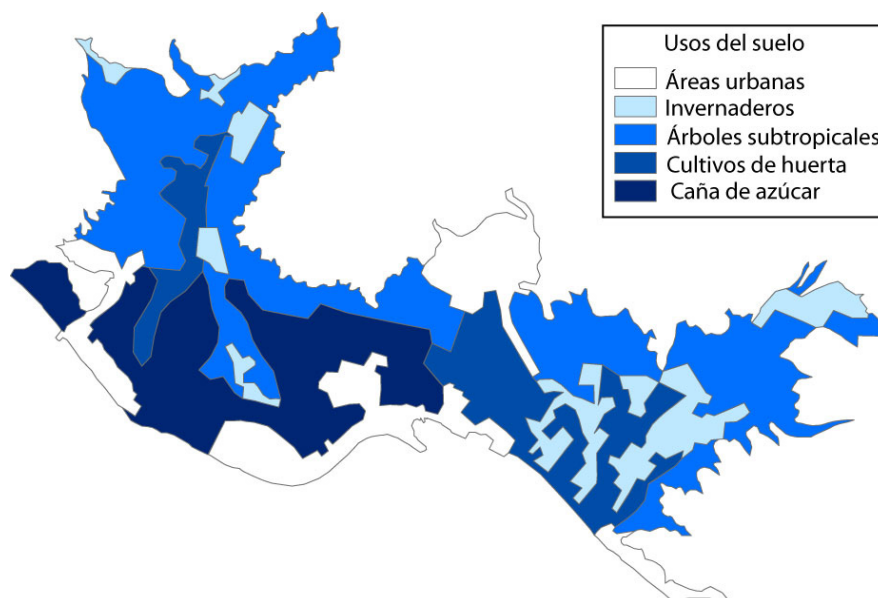 Usos del suelo
Áreas urbanas
Invernaderos
Árboles subtropicales
Cultivos de huerta
Caña de azúcar